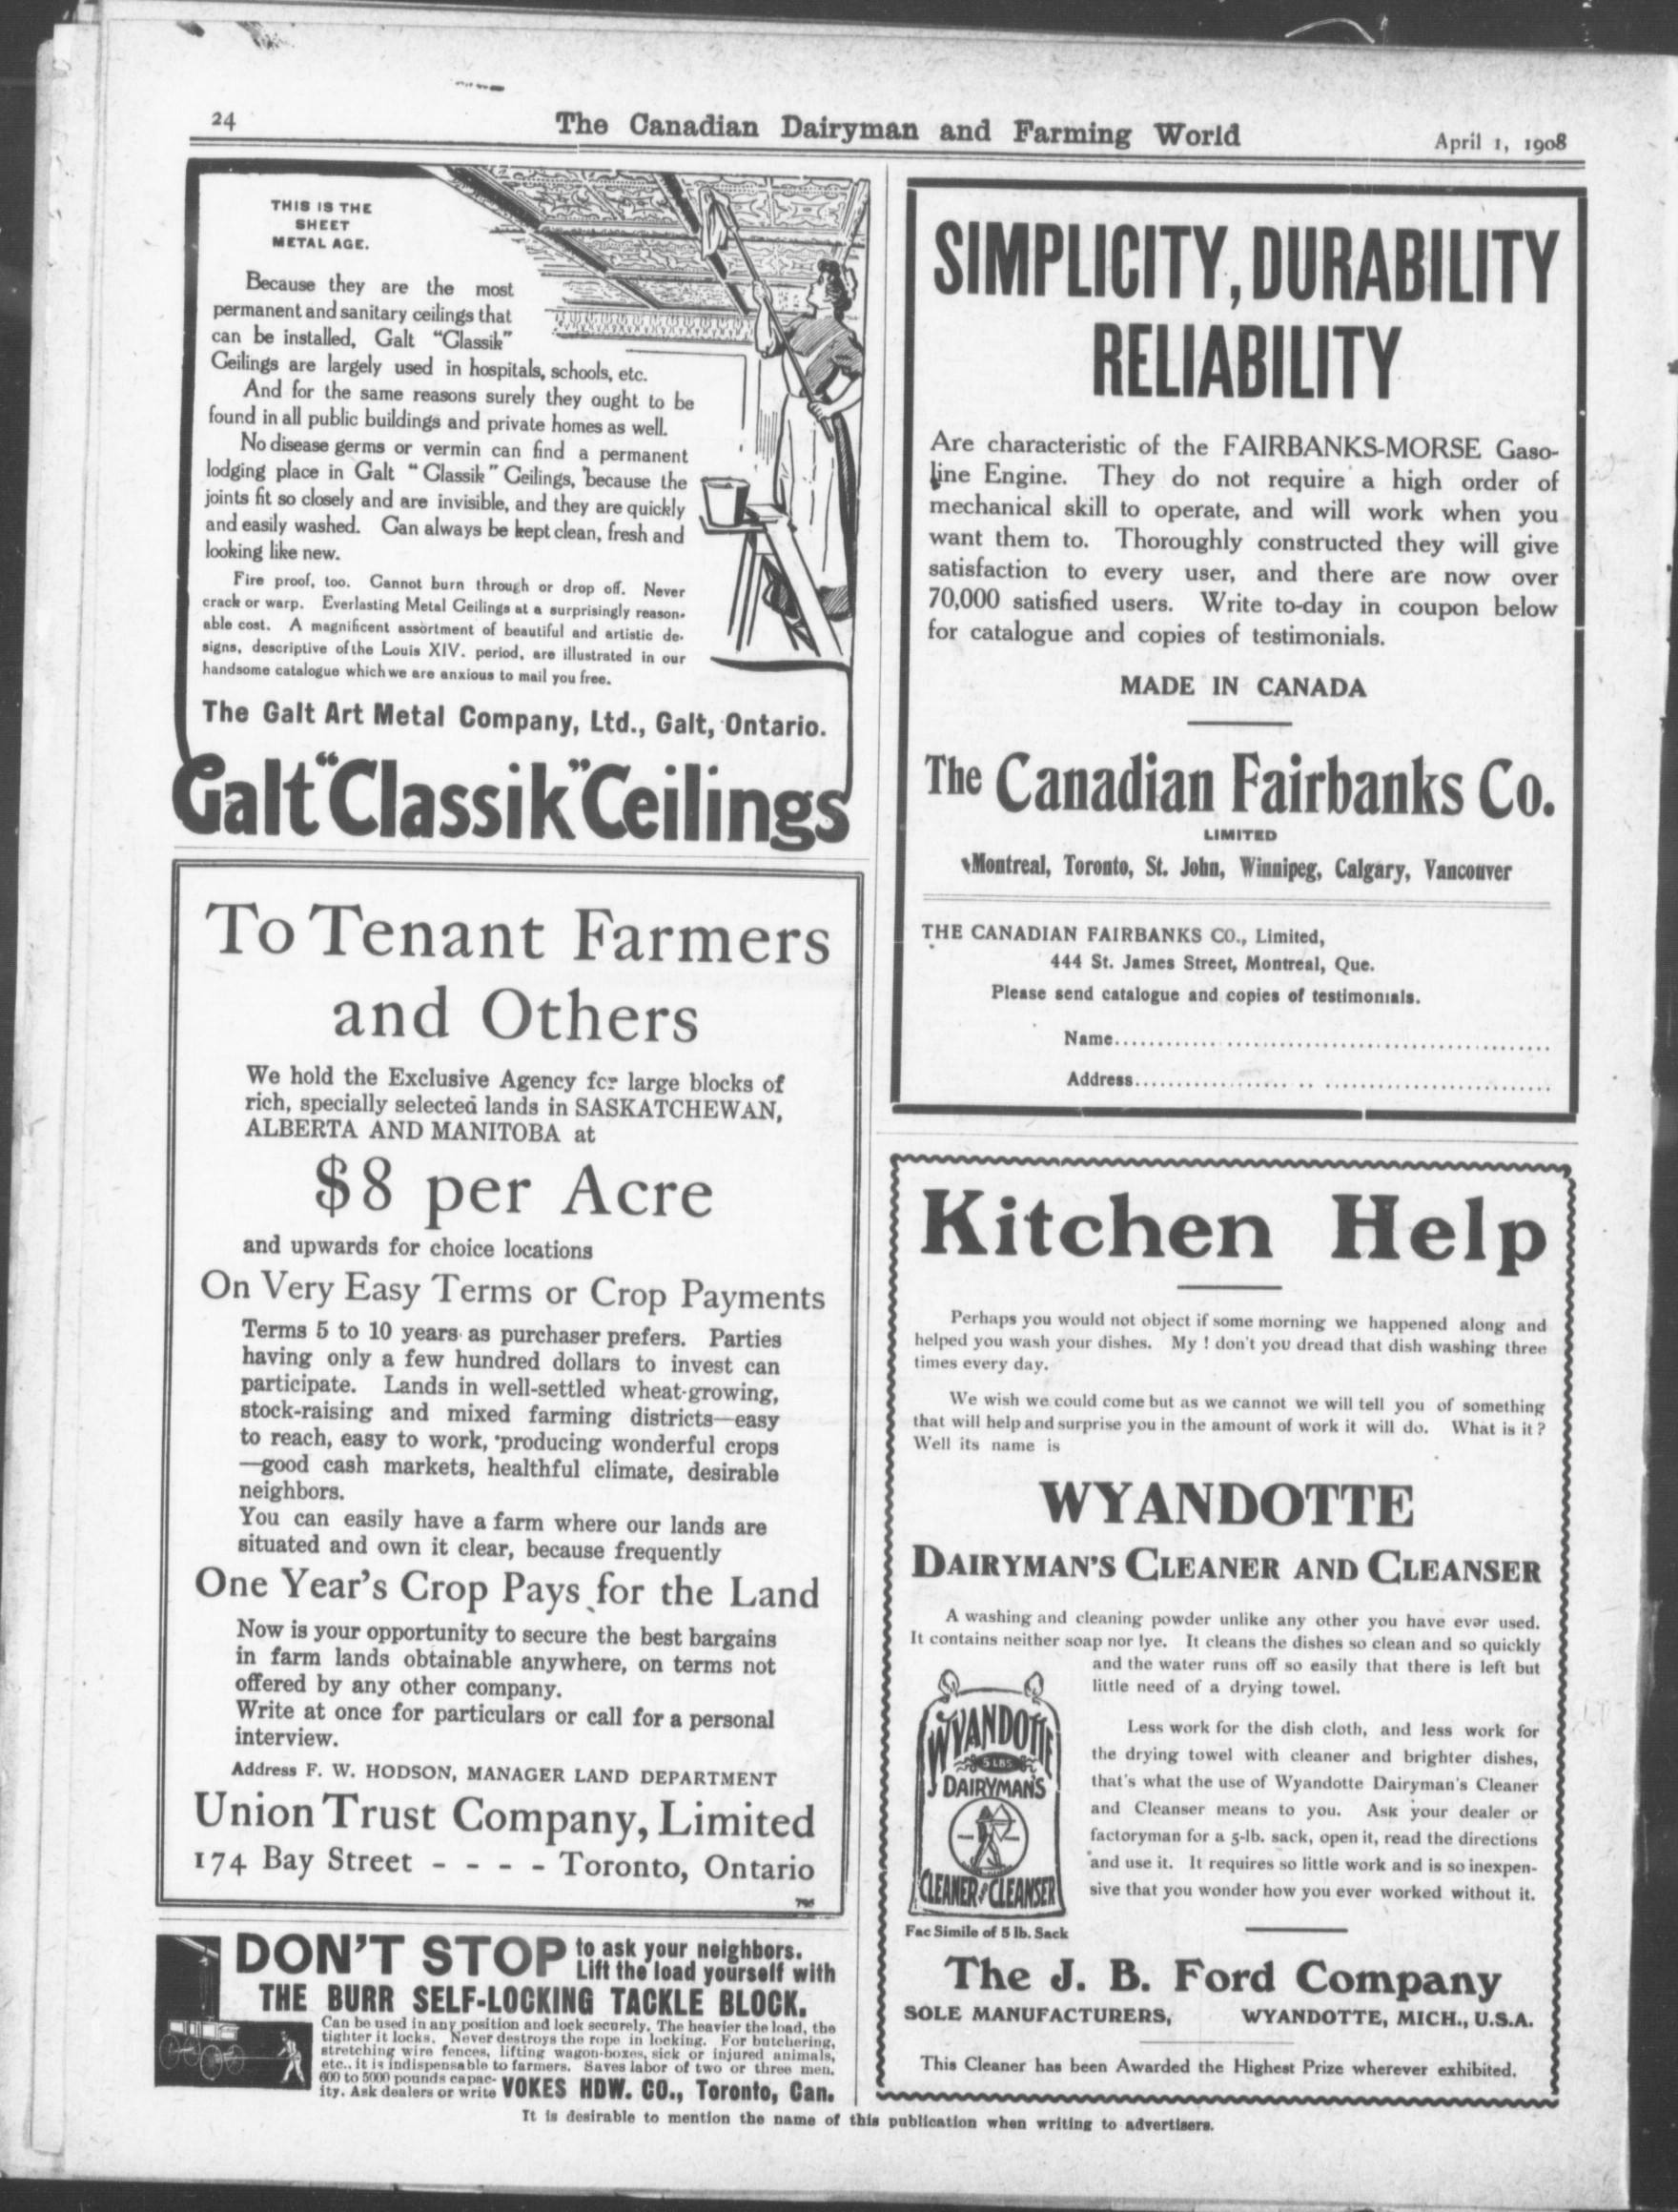 24
The Canadian Dairyman and Farming World
April 1, 1908
THIS IS THE
SHEET
METAL AGE.
Because they are the most
permanent and sanitary ceilings that
can be installed, Galt "Classik"
Ceilings are largely used in hospitals, schools, etc.
And for the same reasons surely they ought to be
found in all public buildings and private homes as well.
No disease germs or vermin can find a permanent
lodging place in Galt "Classik" Ceilings, because the
joints fit so closely and are invisible, and they are quickly
and easily washed. Can always be kept clean, fresh and
looking like new.
Fire proof, too. Cannot burn through or drop off. Never
crack or warp. Everlasting Metal Ceilings at a surprisingly reason-
able cost. A magnificent assortment of beautiful and artistic de-
signs, descriptive of the Louis XIV. period, are illustrated in our
handsome catalogue which we are anxious to mail you free.
The Galt Art Metal Company, Ltd., Galt, Ontario.
Galt "Classik" Ceilings
To Tenant Farmers
and Others
We hold the Exclusive Agency for large blocks of
rich, specially selected lands in SASKATCHEWAN,
ALBERTA AND MANITOBA at
$8 per Acre
and upwards for choice locations
On Very Easy Terms or Crop Payments
Terms 5 to 10 years as purchaser prefers. Parties
having only a few hundred dollars to invest can
participate. Lands in well-settled wheat-growing,
stock-raising and mixed farming districts—easy
to reach, easy to work, producing wonderful crops
—good cash markets, healthful climate, desirable
neighbors.
You can easily have a farm where our lands are
situated and own it clear, because frequently
One Year's Crop Pays for the Land
Now is your opportunity to secure the best bargains
in farm lands obtainable anywhere, on terms not
offered by any other company.
Write at once for particulars or call for a personal
interview.
Address F. W. HODSON, MANAGER LAND DEPARTMENT
Union Trust Company, Limited
174 Bay Street - - - - Toronto, Ontario
DON'T STOP to ask your neighbors.
Lift the load yourself with
THE BURR SELF-LOCKING TACKLE BLOCK.
Can be used in any position and lock securely. The heavier the load, the
tighter it locks. Never destroys the rope in locking. For butchering,
stretching wire fences, lifting wagon-boxes, sick or injured animals,
etc., it is indispensable to farmers. Saves labor of two or three men.
600 to 5000 pounds capac-
ity. Ask dealers or write VOKES HDW. CO., Toronto, Can.
SIMPLICITY, DURABILITY
RELIABILITY
Are characteristic of the FAIRBANKS-MORSE Gaso-
line Engine. They do not require a high order of
mechanical skill to operate, and will work when you
want them to. Thoroughly constructed they will give
satisfaction to every user, and there are now over
70,000 satisfied users. Write to-day in coupon below
for catalogue and copies of testimonials.
MADE IN CANADA
The Canadian Fairbanks Co.
LIMITED
Montreal, Toronto, St. John, Winnipeg, Calgary, Vancouver
THE CANADIAN FAIRBANKS CO., Limited,
444 St. James Street, Montreal, Que.
Please send catalogue and copies of testimonials.
Name..........
Address..........
Kitchen Help
Perhaps you would not object if some morning we happened along and
helped you wash your dishes. My ! don't you dread that dish washing three
times every day.
We wish we could come but as we cannot we will tell you of something
that will help and surprise you in the amount of work it will do. What is it ?
Well its name is
WYANDOTTE
DAIRYMAN'S CLEANER AND CLEANSER
A washing and cleaning powder unlike any other you have ever used.
It contains neither soap nor lye. It cleans the dishes so clean and so quickly
and the water runs off so easily that there is left but
little need of a drying towel.
Less work for the dish cloth, and less work for
the drying towel with cleaner and brighter dishes,
that's what the use of Wyandotte Dairyman's Cleaner
and Cleanser means to you. Ask your dealer or
factoryman for a 5-lb. sack, open it, read the directions
and use it. It requires so little work and is so inexpen-
sive that you wonder how you ever worked without it.
WYANDOTTE
5 LBS
DAIRYMAN'S
CLEANER AND CLEANSER
Fac Simile of 5 lb. Sack
The J. B. Ford Company
SOLE MANUFACTURERS, WYANDOTTE, MICH., U.S.A.
This Cleaner has been Awarded the Highest Prize wherever exhibited.
It is desirable to mention the name of this publication when writing to advertisers.